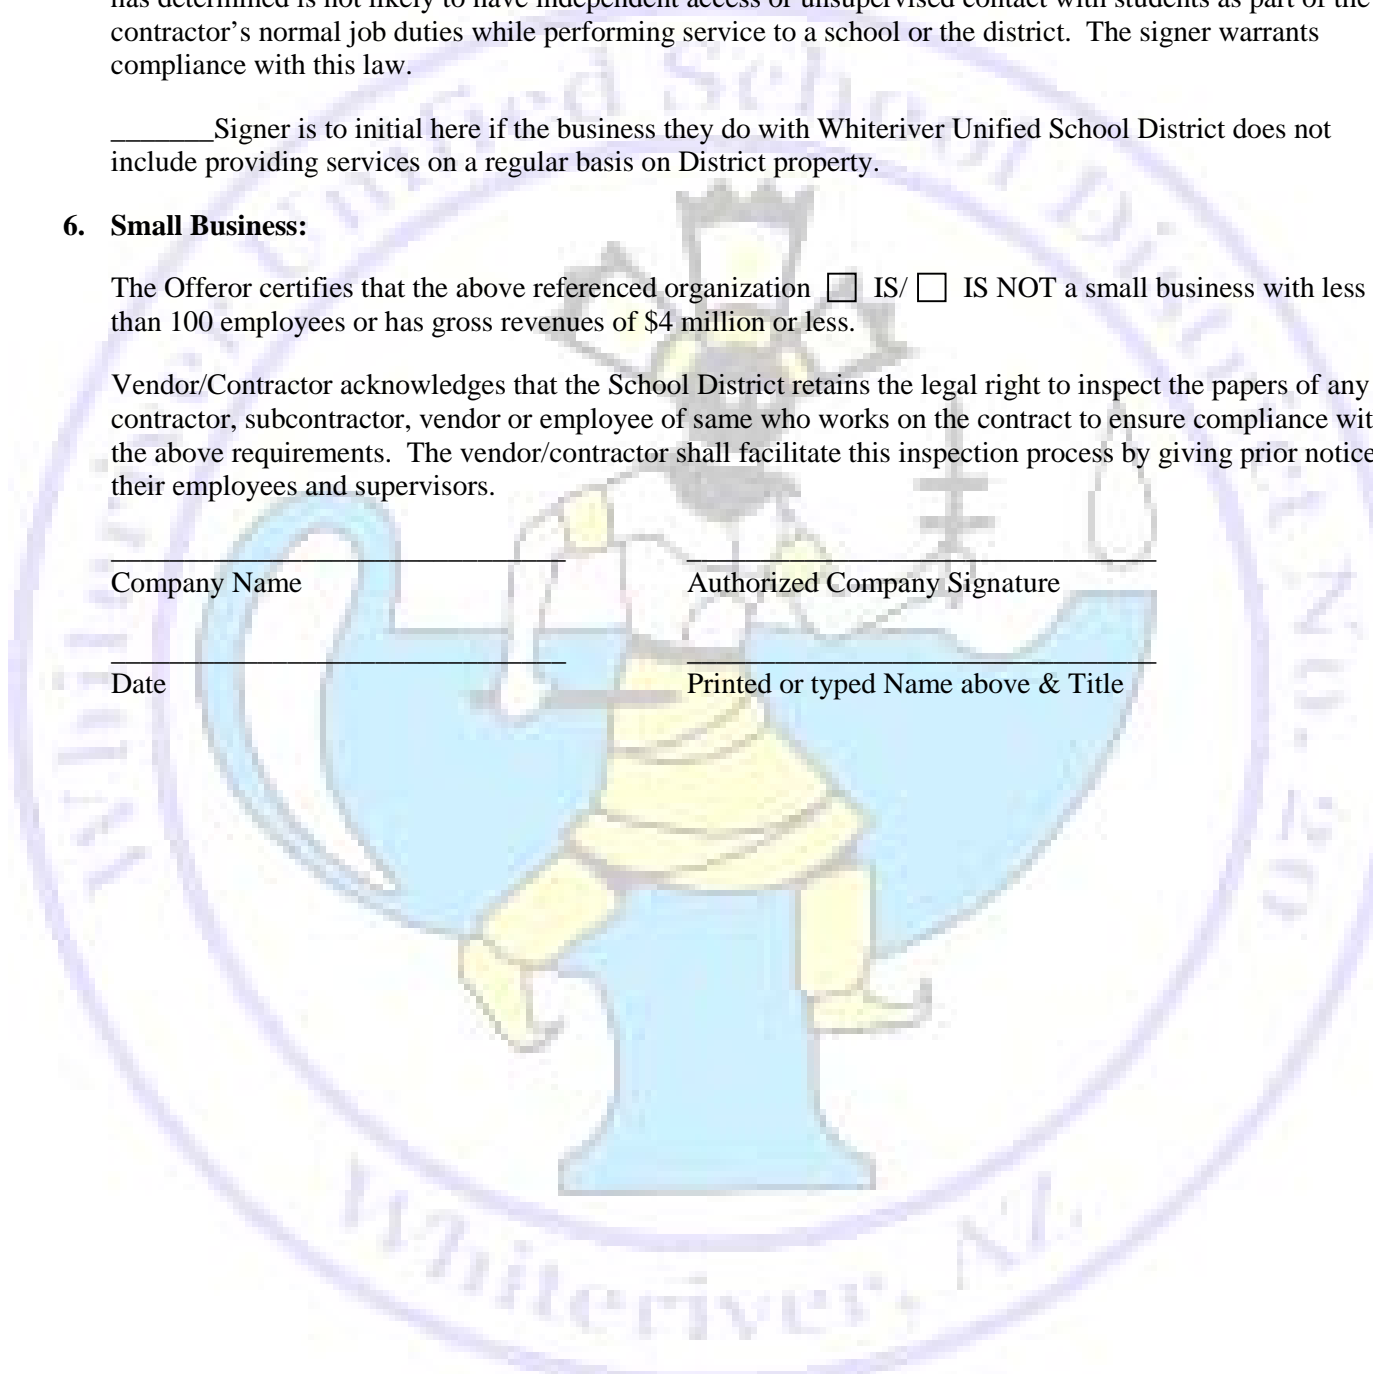 has determined is not likely to have independent access or unsupervised contact with students as part of the
contractor’s normal job duties while performing service to a school or the district.  The signer warrants
compliance with this law.
_______Signer is to initial here if the business they do with Whiteriver Unified School District does not
include providing services on a regular basis on District property.
6. Small Business:
The Offeror certifies that the above referenced organization ☐ IS/ ☐ IS NOT a small business with less
than 100 employees or has gross revenues of $4 million or less.
Vendor/Contractor acknowledges that the School District retains the legal right to inspect the papers of any
contractor, subcontractor, vendor or employee of same who works on the contract to ensure compliance wit
the above requirements.  The vendor/contractor shall facilitate this inspection process by giving prior notice
their employees and supervisors.
Company Name
Authorized Company Signature
Date
Printed or typed Name above & Title
Whiteriver Unified School District No. 20
Whiteriver, AZ